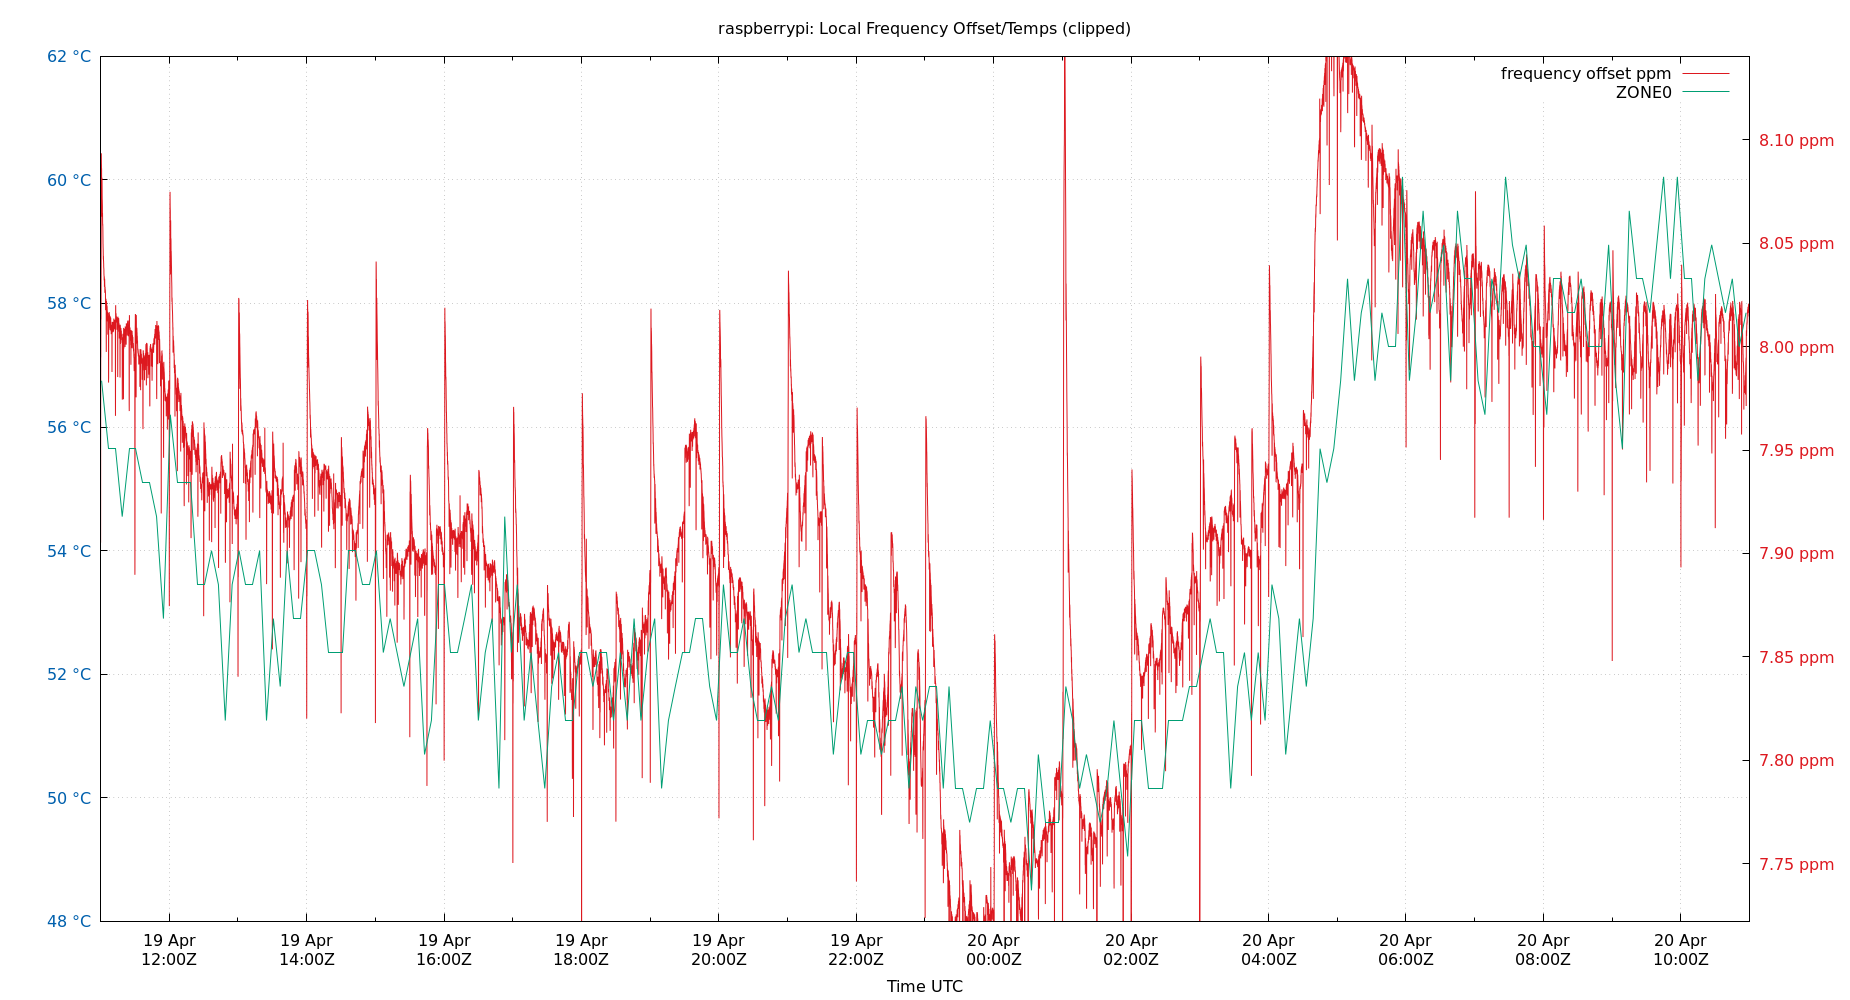 raspberrypi: Local Frequency Offset/Temps (clipped)
frequency offset ppm
ZONE0
62 °C
60 °C
58 °C
56 °C
54 °C
52 °C
50 °C
48 °C
8.10 ppm
8.05 ppm
8.00 ppm
7.95 ppm
7.90 ppm
7.85 ppm
7.80 ppm
7.75 ppm
19 Apr
12:00Z
19 Apr
14:00Z
19 Apr
16:00Z
19 Apr
18:00Z
19 Apr
20:00Z
19 Apr
22:00Z
20 Apr
00:00Z
20 Apr
02:00Z
20 Apr
04:00Z
20 Apr
06:00Z
20 Apr
08:00Z
20 Apr
10:00Z
Time UTC